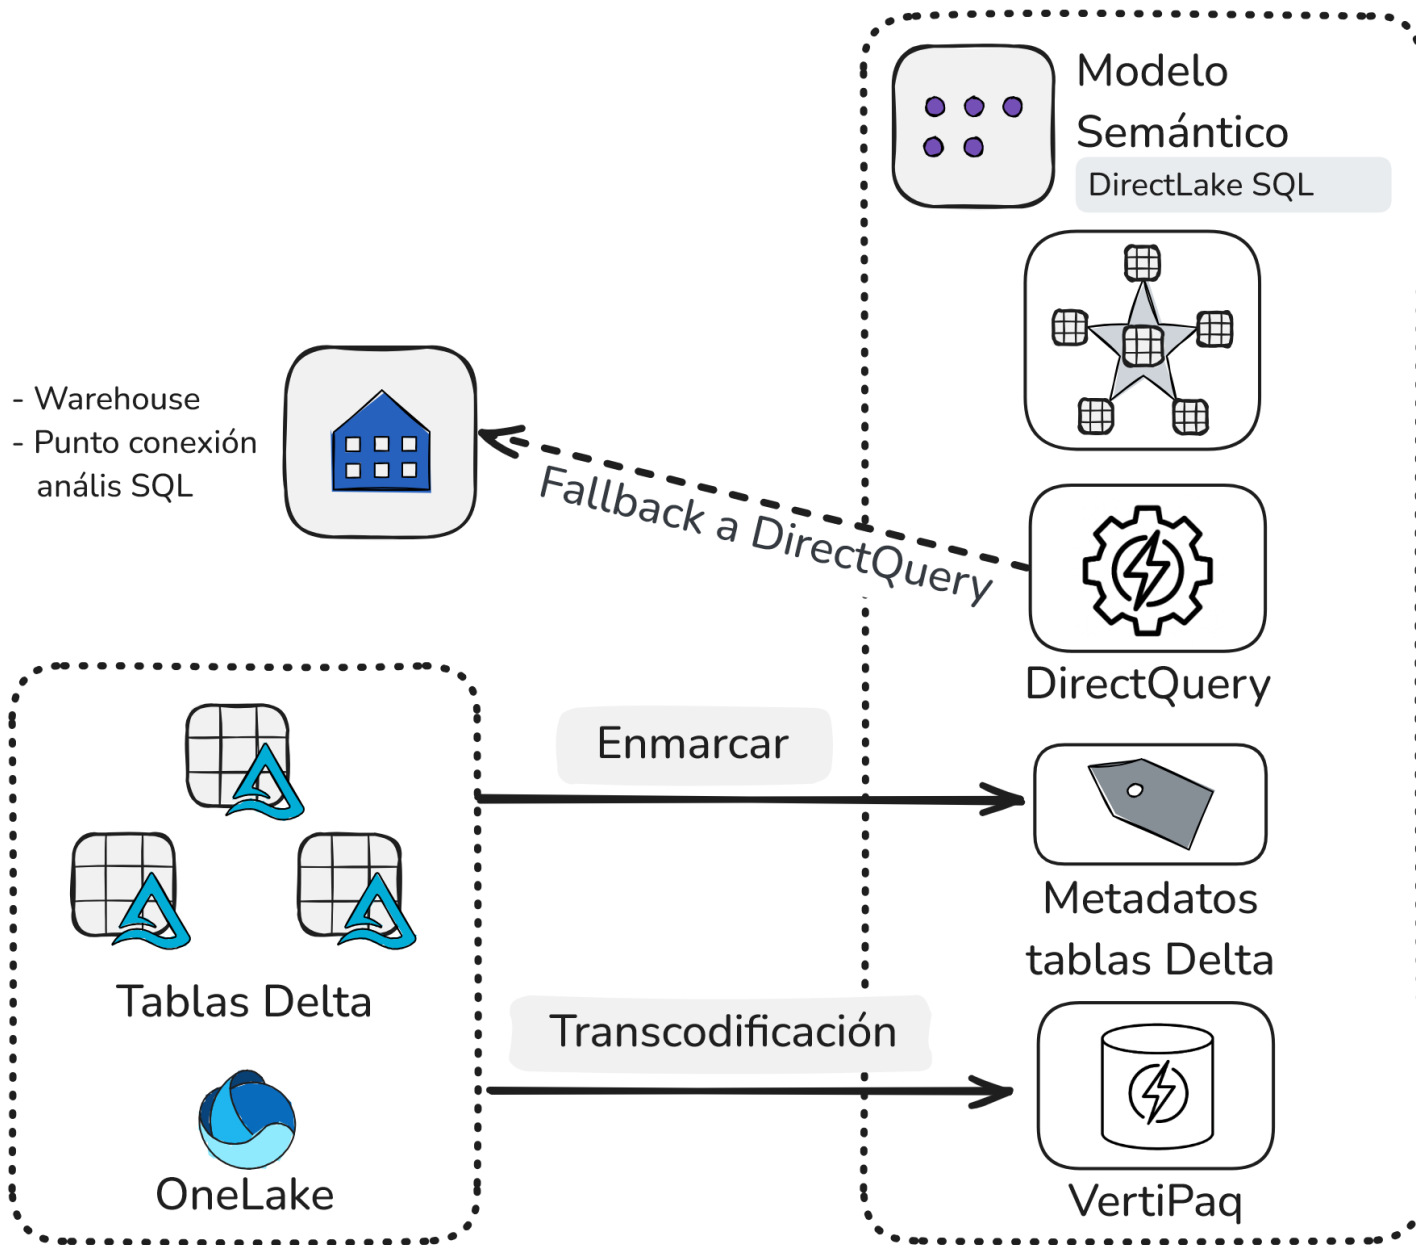 Modelo
Semántico
DirectLake SQL
- Warehouse
- Punto conexión
anális SQL
Fallback a DirectQuery
DirectQuery
Enmarcar
Metadatos
tablas Delta
Tablas Delta
Transcodificación
OneLake
VertiPaq